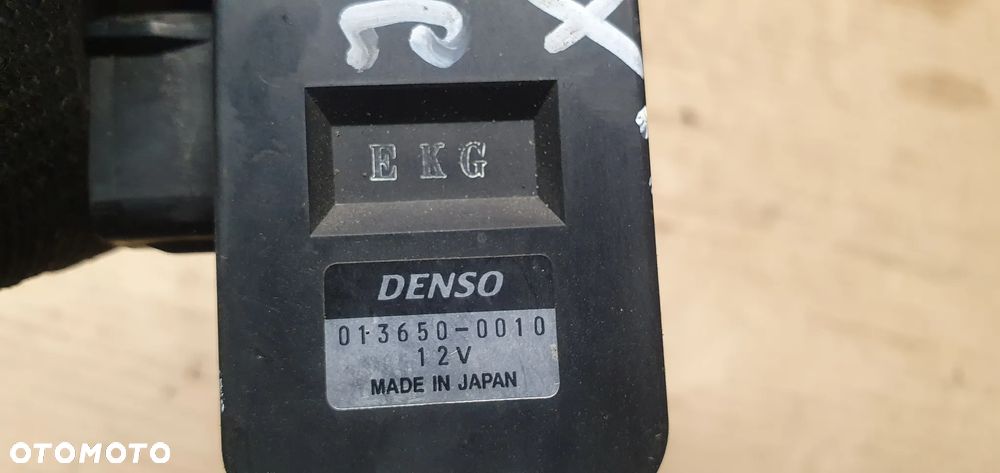 EKG
DENSO
013650-0010
12V
MADE IN JAPAN
OTOMOTO